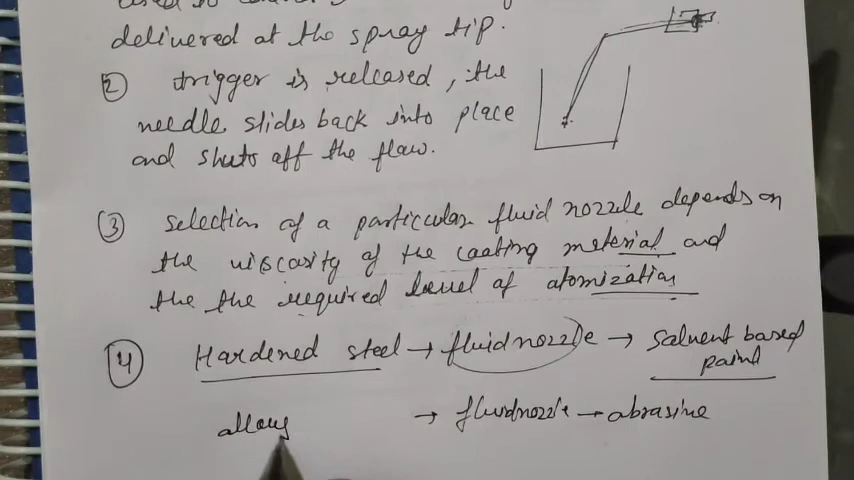 delivered at the spray tip.
② trigger is released, the
needle slides back into place
and shuts off the flow.
③ Selection of a particular fluid nozzle depends on
the viscosity of the coating material and
the the required level of atomization
④ Hardened steel → fluid nozzle → Solvent based
paint
alloy → fluid nozzle → abrasive